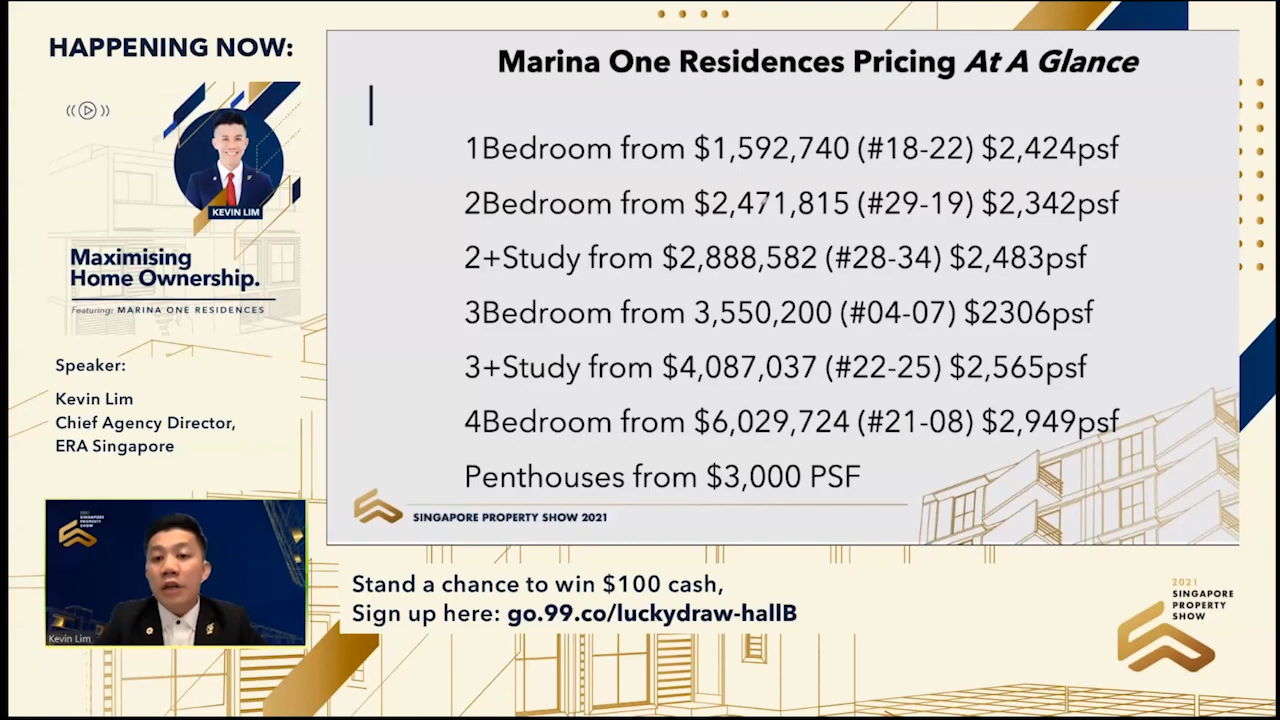 HAPPENING NOW:
KEVIN LIM
Maximising
Home Ownership.
Featuring: MARINA ONE RESIDENCES
Speaker:
Kevin Lim
Chief Agency Director,
ERA Singapore
2021
SINGAPORE
PROPERTY
SHOW
Kevin Lim
Marina One Residences Pricing At A Glance
1Bedroom from $1,592,740 (#18-22) $2,424psf
2Bedroom from $2,471,815 (#29-19) $2,342psf
2+Study from $2,888,582 (#28-34) $2,483psf
3Bedroom from 3,550,200 (#04-07) $2306psf
3+Study from $4,087,037 (#22-25) $2,565psf
4Bedroom from $6,029,724 (#21-08) $2,949psf
Penthouses from $3,000 PSF
SINGAPORE PROPERTY SHOW 2021
Stand a chance to win $100 cash,
Sign up here: go.99.co/luckydraw-hallB
2021
SINGAPORE
PROPERTY
SHOW